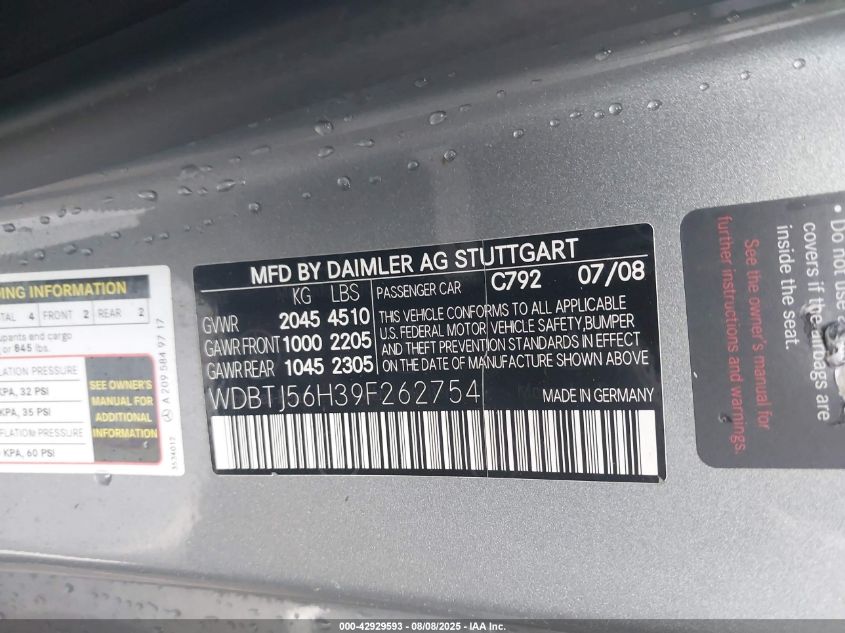 MFD BY DAIMLER AG STUTTGART
KG LBS PASSENGER CAR C792 07/08
GVWR 2045 4510
GAWR FRONT 1000 2205
GAWR REAR 1045 2305
THIS VEHICLE CONFORMS TO ALL APPLICABLE
U.S. FEDERAL MOTOR VEHICLE SAFETY, BUMPER
AND THEFT PREVENTION STANDARDS IN EFFECT
ON THE DATE OF MANUFACTURE SHOWN ABOVE
WDBTJ56H39F262754 MADE IN GERMANY
INFORMATION
4 FRONT 2 REAR 2
and cargo
or 845 lbs.
PRESSURE
KPA, 32 PSI
KPA, 35 PSI
PRESSURE
KPA, 60 PSI
SEE OWNER'S
MANUAL FOR
ADDITIONAL
INFORMATION
A 209 584 97 17
3534017
See the owner's manual for
further instructions and warnings.
• Do not use
covers if the airbags are
inside the seat.
000-42929593 - 08/08/2025 - © IAA, Inc.